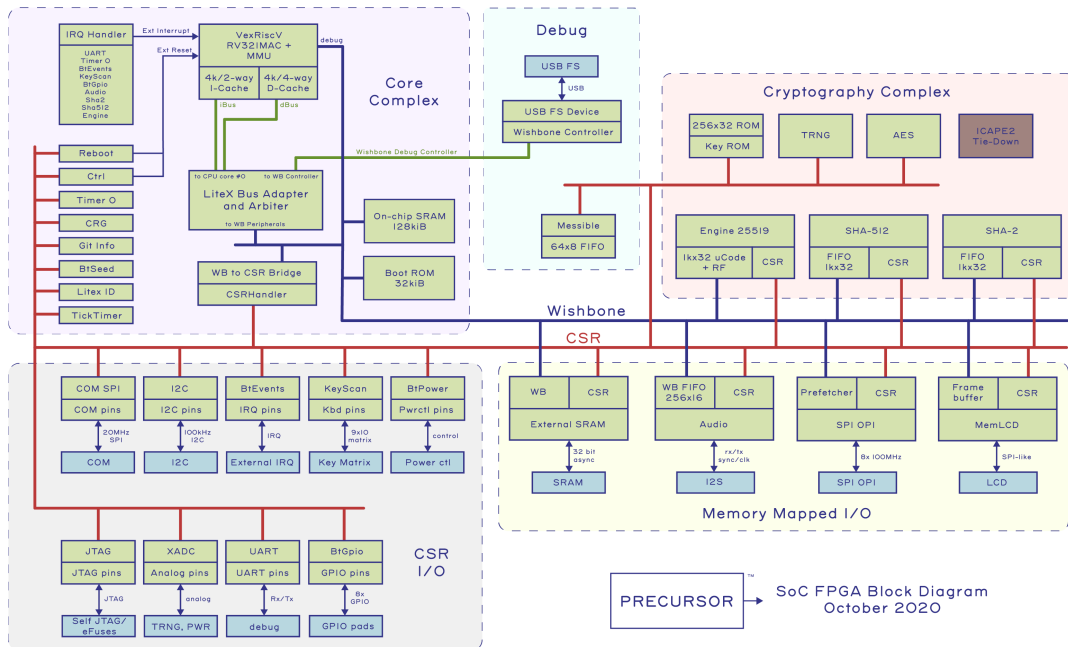 IRQ Handler
UART
Timer 0
BtEvents
KeyScan
BtGpio
Audio
Sha2
Sha512
Engine
Ext Interrupt
Ext Reset
VexRiscV
RV32IMAC +
MMU
4k/2-way
I-Cache
4k/4-way
D-Cache
debug
iBus
dBus
Core
Complex
Reboot
Ctrl
Timer 0
CRG
Git Info
BtSeed
Litex ID
TickTimer
Wishbone Debug Controller
to CPU core #0
to WB Controller
LiteX Bus Adapter
and Arbiter
to WB Peripherals
On-chip SRAM
128kiB
WB to CSR Bridge
CSRHandler
Boot ROM
32kiB
Debug
USB FS
USB
USB FS Device
Wishbone Controller
Messible
64x8 FIFO
Cryptography Complex
256x32 ROM
Key ROM
TRNG
AES
ICAPE2
Tie-Down
Engine 25519
1kx32 uCode
+ RF
CSR
SHA-512
FIFO
1kx32
CSR
SHA-2
FIFO
1kx32
CSR
Wishbone
CSR
COM SPI
COM pins
20MHz
SPI
COM
I2C
I2C pins
100kHz
I2C
I2C
BtEvents
IRQ pins
IRQ
External IRQ
KeyScan
Kbd pins
9x10
matrix
Key Matrix
BtPower
Pwrctl pins
control
Power ctl
WB
CSR
External SRAM
32 bit
async
SRAM
WB FIFO
256x16
CSR
Audio
rx/tx
sync/clk
I2S
Prefetcher
CSR
SPI OPI
8x 100MHz
SPI OPI
Frame
buffer
CSR
MemLCD
SPI-like
LCD
Memory Mapped I/O
JTAG
JTAG pins
JTAG
Self JTAG/
eFuses
XADC
Analog pins
analog
TRNG, PWR
UART
UART pins
Rx/Tx
debug
BtGpio
GPIO pins
8x
GPIO
GPIO pads
CSR
I/O
PRECURSOR
™
SoC FPGA Block Diagram
October 2020